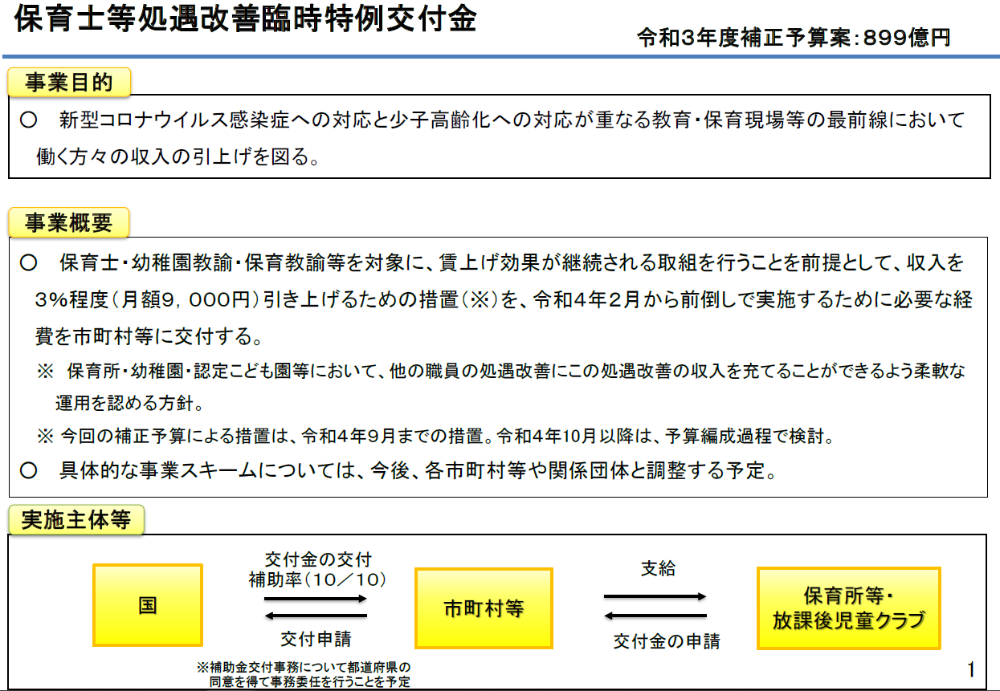 保育士等処遇改善臨時特例交付金
令和3年度補正予算案:899億円
事業目的
○ 新型コロナウイルス感染症への対応と少子高齢化への対応が重なる教育・保育現場等の最前線において
働く方々の収入の引上げを図る。
事業概要
○ 保育士・幼稚園教諭・保育教諭等を対象に、賃上げ効果が継続される取組を行うことを前提として、収入を
3%程度(月額9,000円)引き上げるための措置(※)を、令和4年2月から前倒しで実施するために必要な経
費を市町村等に交付する。
※ 保育所・幼稚園・認定こども園等において、他の職員の処遇改善にこの処遇改善の収入を充てることができるよう柔軟な
運用を認める方針。
※ 今回の補正予算による措置は、令和4年9月までの措置。令和4年10月以降は、予算編成過程で検討。
○ 具体的な事業スキームについては、今後、各市町村等や関係団体と調整する予定。
実施主体等
国
交付金の交付
補助率(10/10)
交付申請
※補助金交付事務について都道府県の
同意を得て事務委任を行うことを予定
市町村等
支給
交付金の申請
保育所等・
放課後児童クラブ
1